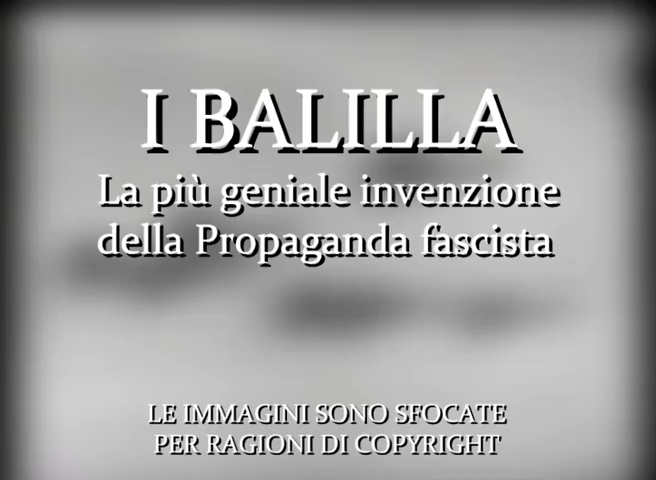 I BALILLA
La più geniale invenzione
della Propaganda fascista
LE IMMAGINI SONO SFOCATE
PER RAGIONI DI COPYRIGHT